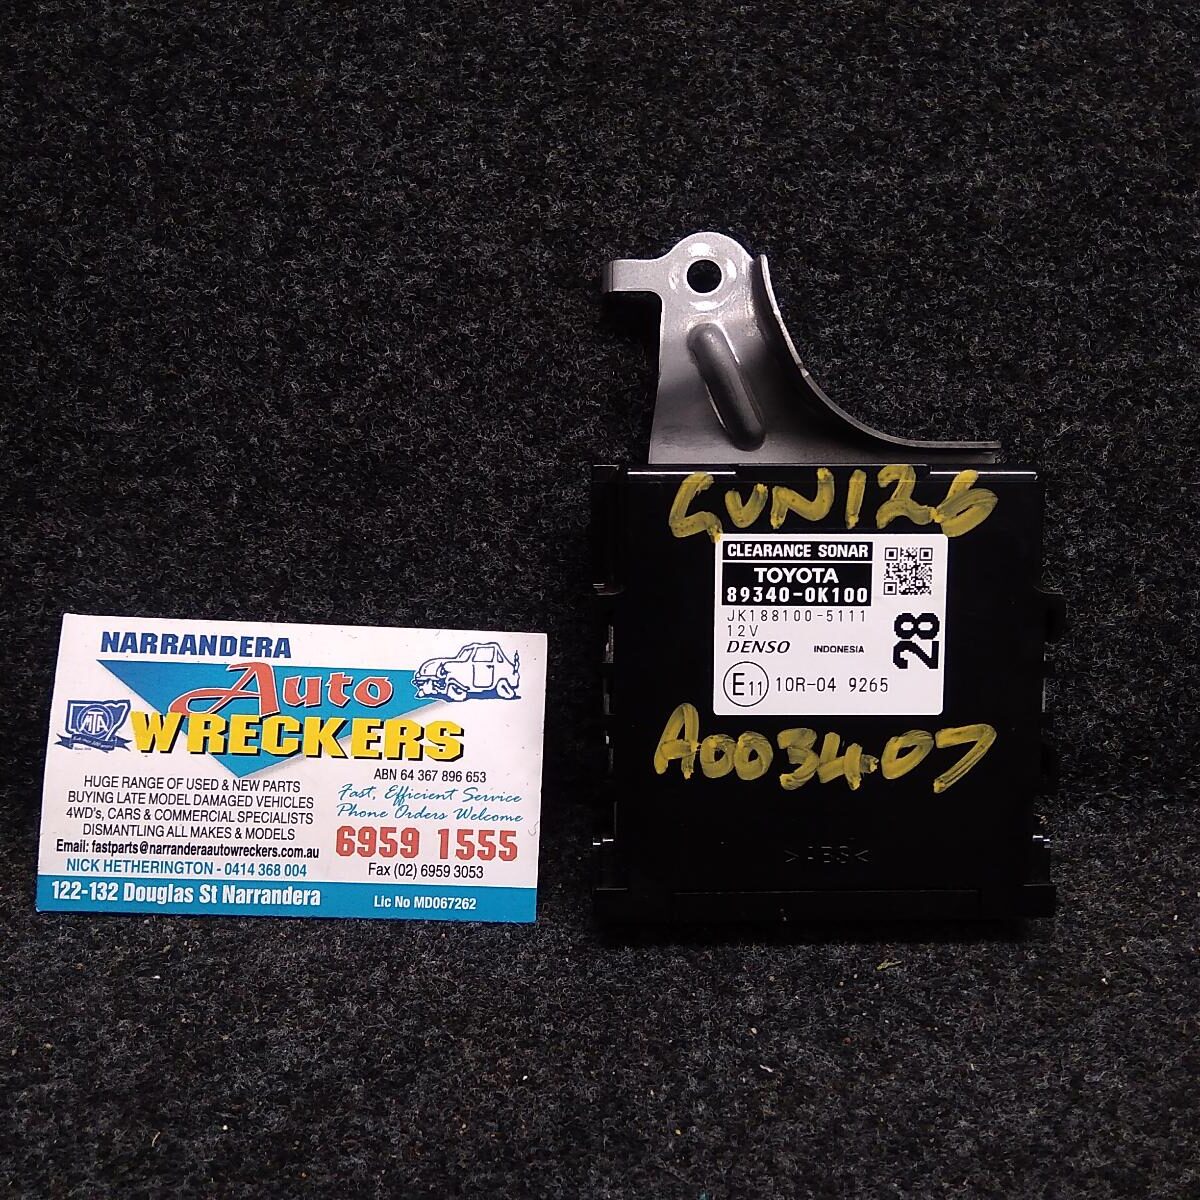 NARRANDERA
Auto
WRECKERS
MTA
ABN 64 367 896 653
HUGE RANGE OF USED & NEW PARTS
BUYING LATE MODEL DAMAGED VEHICLES
4WD's, CARS & COMMERCIAL SPECIALISTS
DISMANTLING ALL MAKES & MODELS
Email: fastparts@narranderaautowreckers.com.au
NICK HETHERINGTON - 0414 368 004
122-132 Douglas St Narrandera
Fast, Efficient Service
Phone Orders Welcome
6959 1555
Fax (02) 6959 3053
Lic No MD067262
GUN126
CLEARANCE SONAR
TOYOTA
89340-0K100
JK188100-5111
12V
DENSO INDONESIA
28
E11 10R-04 9265
A003407
>ABS<